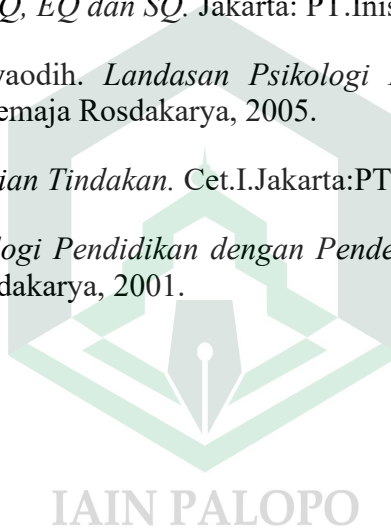 Q, EQ dan SQ. Jakarta: PT.Inis
yaodih. Landasan Psikologi
emaja Rosdakarya, 2005.
ian Tindakan. Cet.I.Jakarta:PT
logi Pendidikan dengan Pende
dakarya, 2001.
IAIN PALOPO